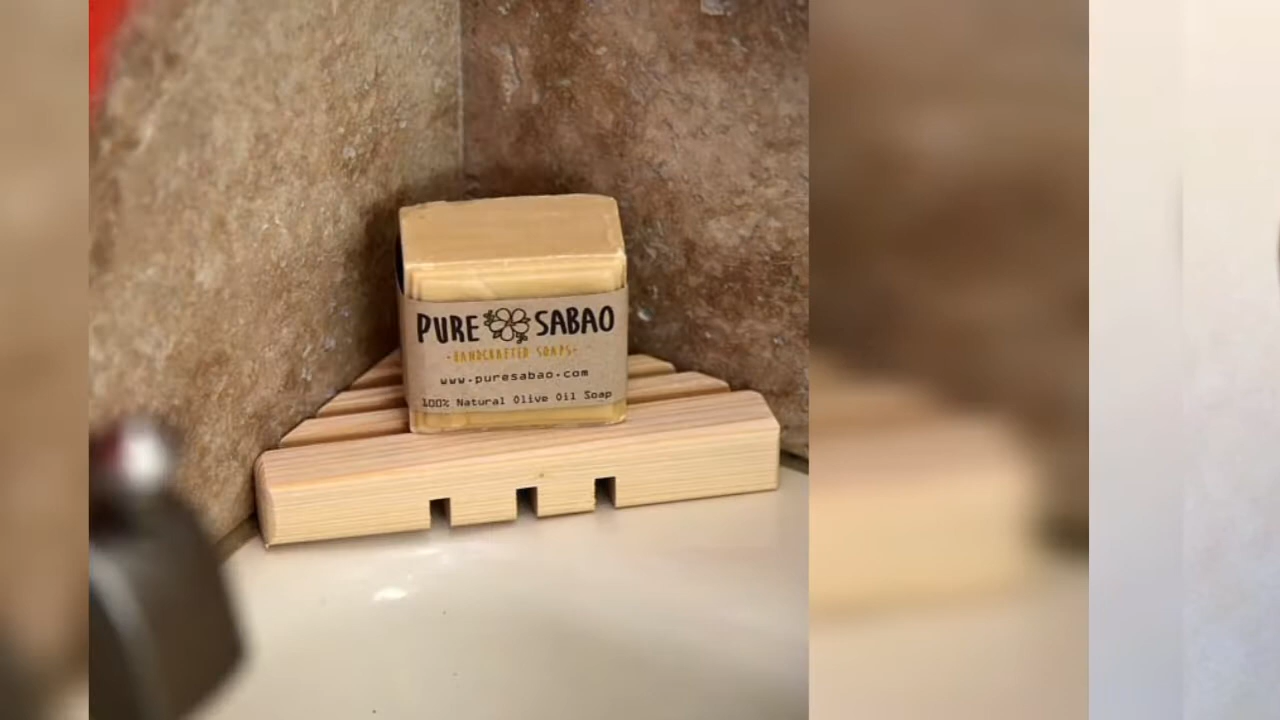 PURE SABAO
-HANDCRAFTED SOAPS-
www.puresabao.com
100% Natural Olive Oil Soap